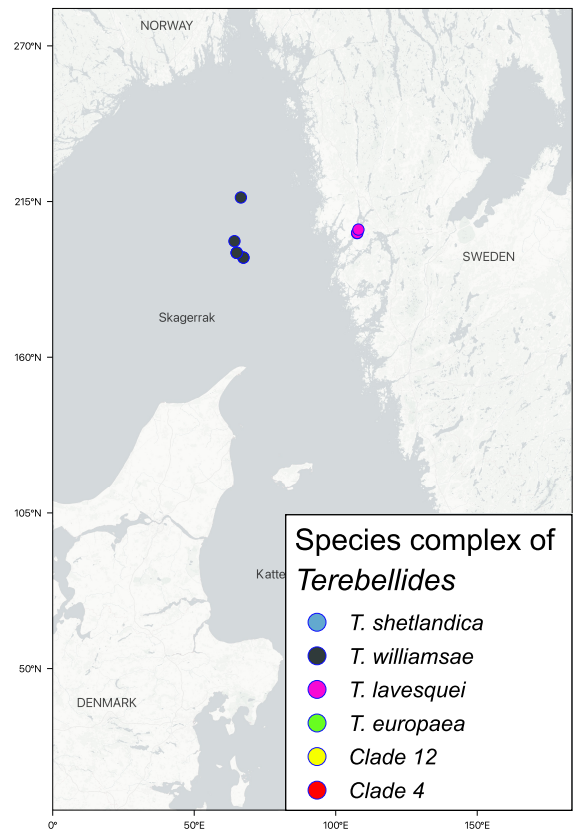 NORWAY
270°N
215°N
SWEDEN
Skagerrak
160°N
105°N
Species complex of
Terebellides
Katte
T. shetlandica
T. williamsae
50°N
T. lavesquei
DENMARK
T. europaea
Clade 12
Clade 4
0°
50°E
100°E
150°E